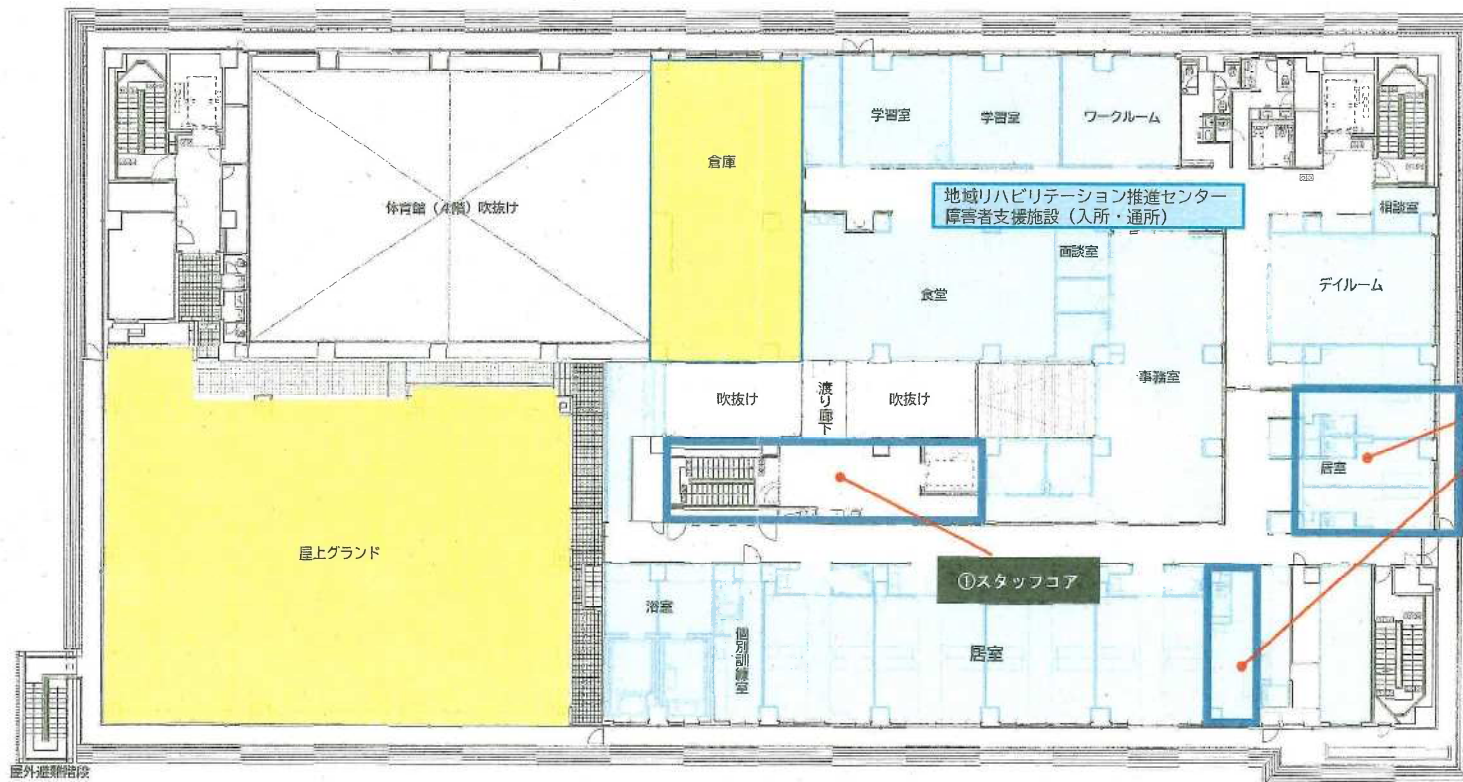 学習室
学習室
ワークルーム
倉庫
体育館(4階)吹抜け
地域リハビリテーション推進センター
障害者支援施設(入所・通所)
相談室
面談室
食堂
デイルーム
事務室
吹抜け
渡り廊下
吹抜け
居室
屋上グランド
①スタッフコア
浴室
個別訓練室
居室
屋外避難階段